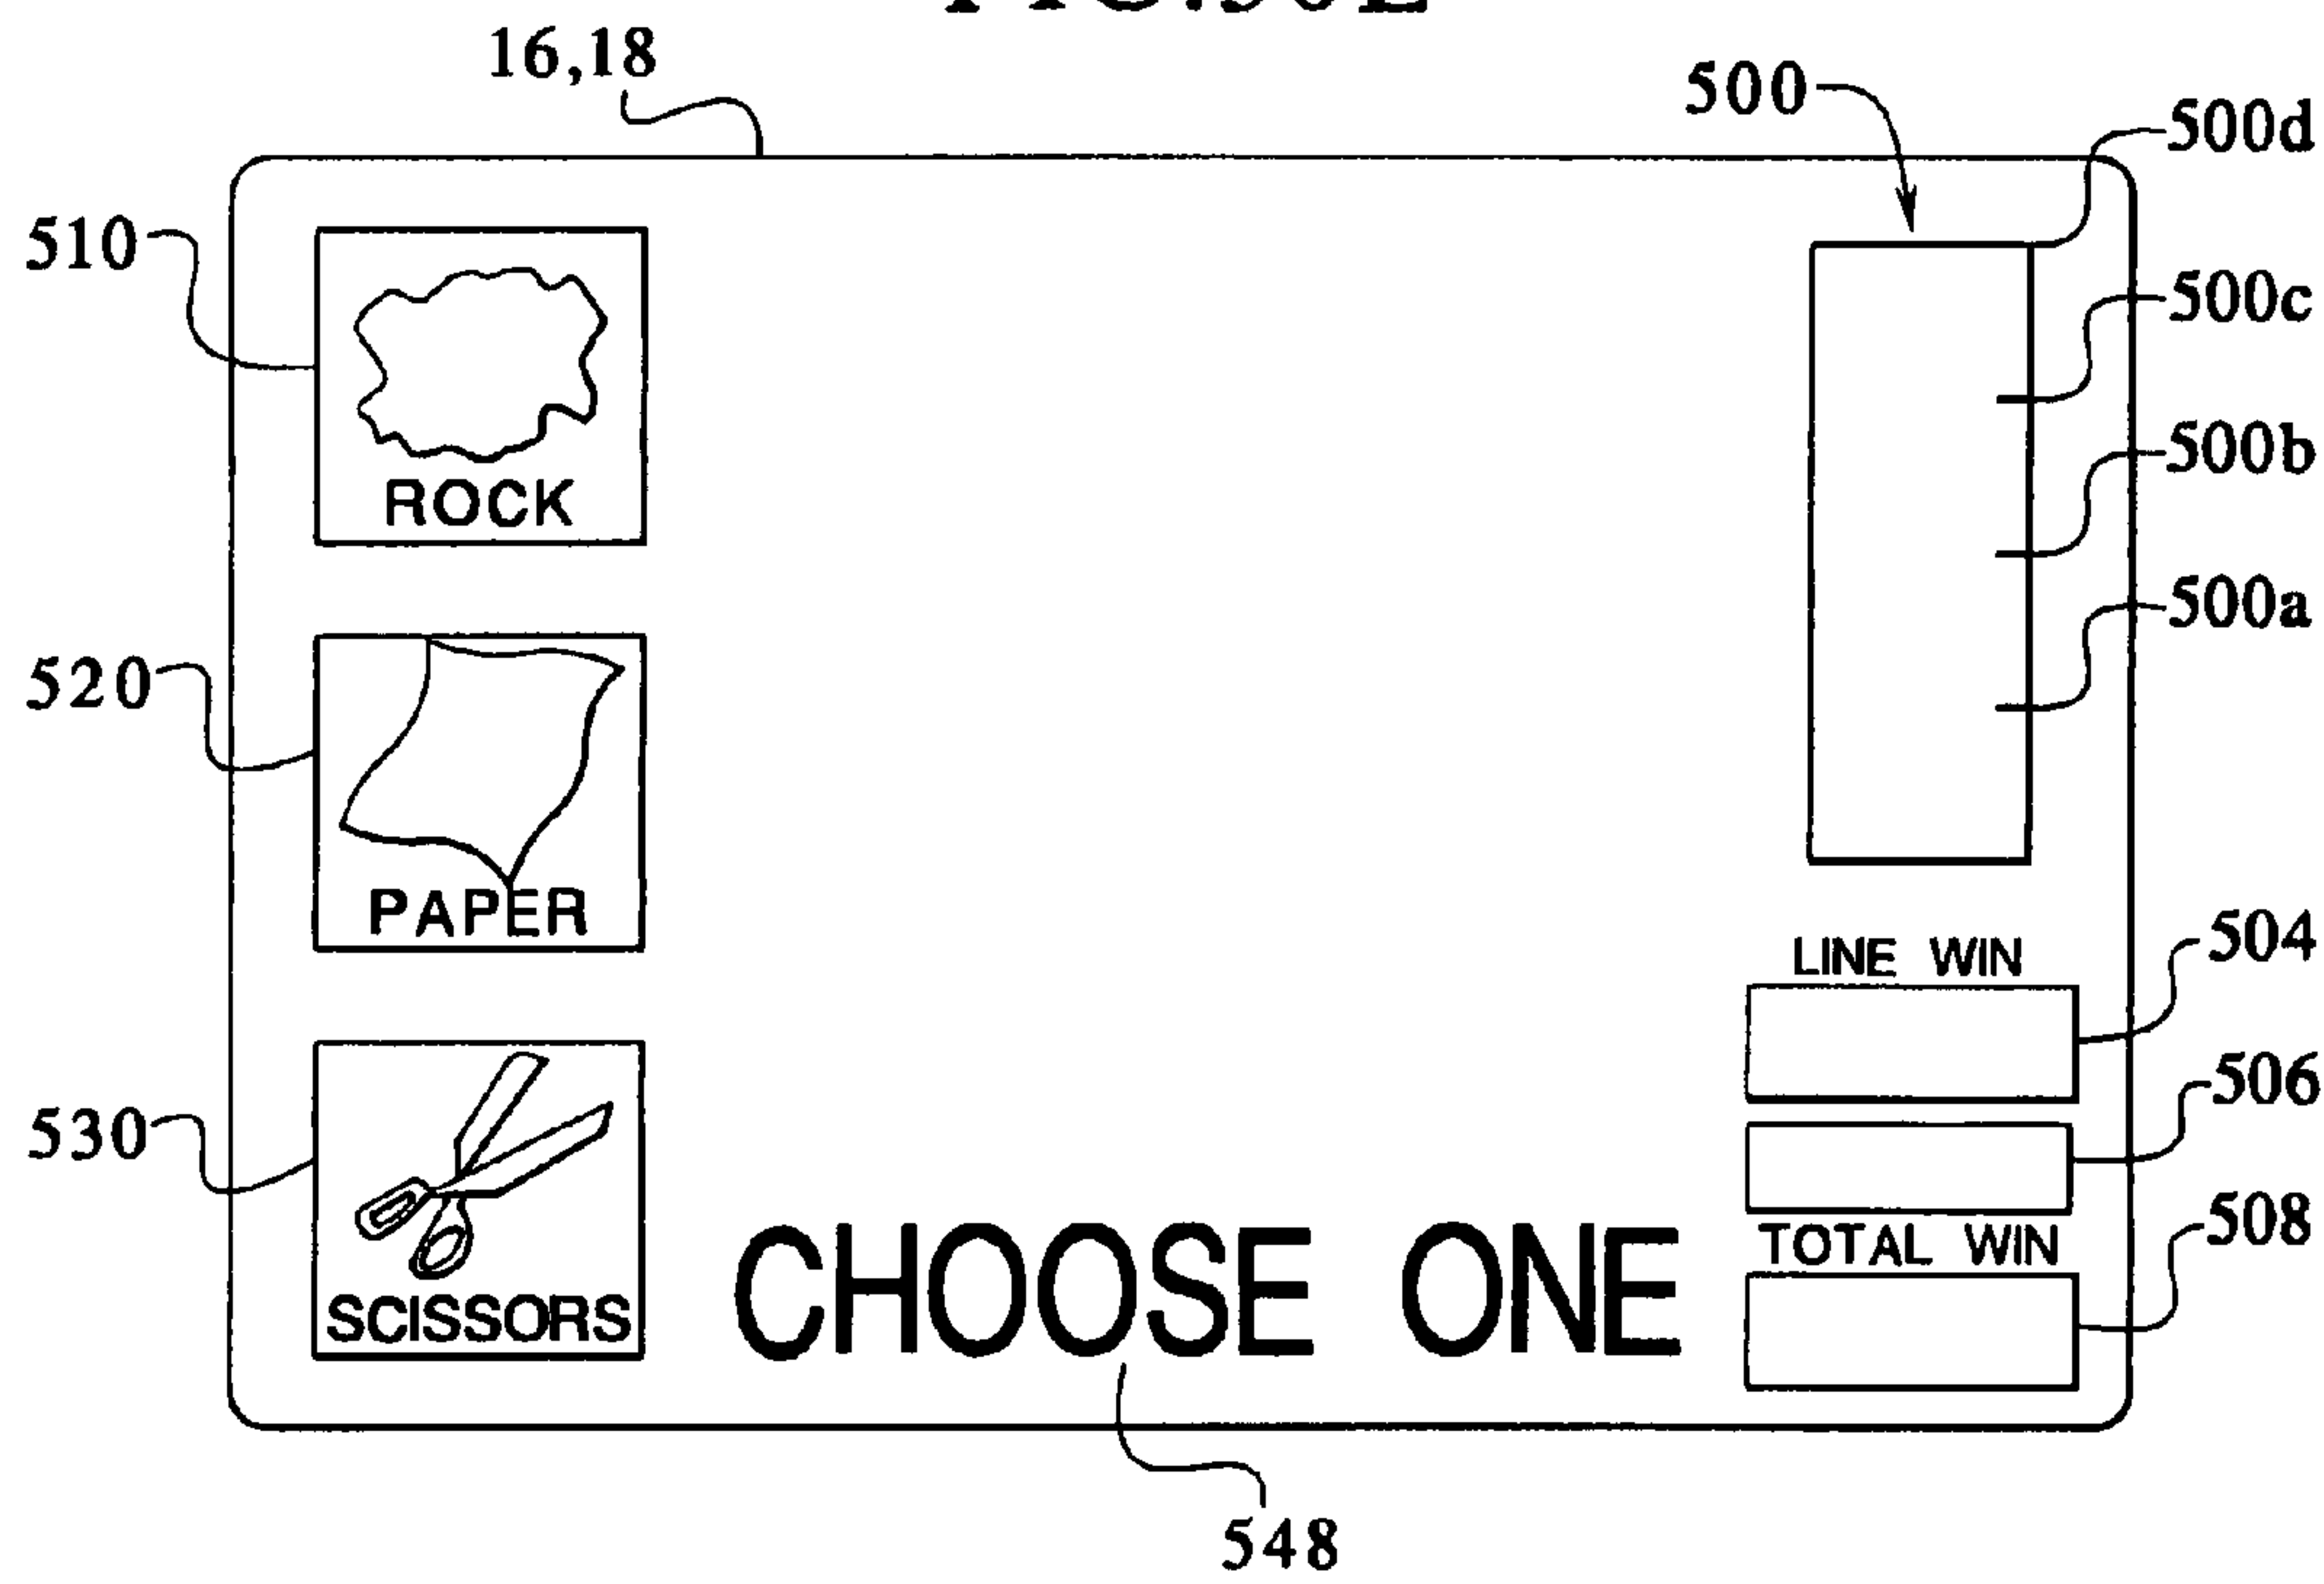 16,18
500
500d
510
500c
ROCK
500b
500a
520
PAPER
LINE WIN
504
506
530
TOTAL WIN
508
SCISSORS
CHOOSE ONE
548